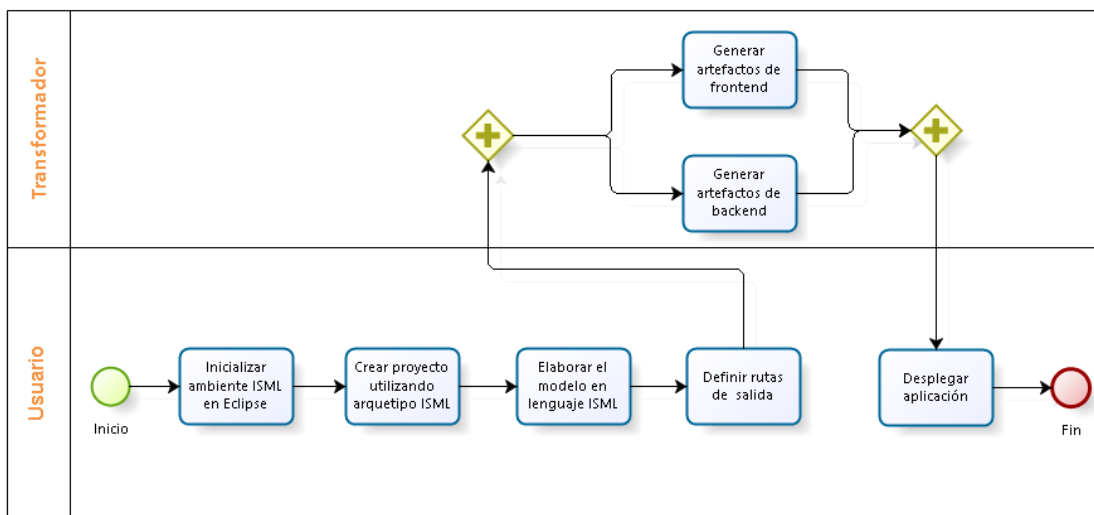 Transformador
Generar
artefactos de
frontend
Generar
artefactos de
backend
Usuario
Inicio
Inicializar
ambiente ISML
en Eclipse
Crear proyecto
utilizando
arquetipo ISML
Elaborar el
modelo en
lenguaje ISML
Definir rutas
de salida
Desplegar
aplicación
Fin